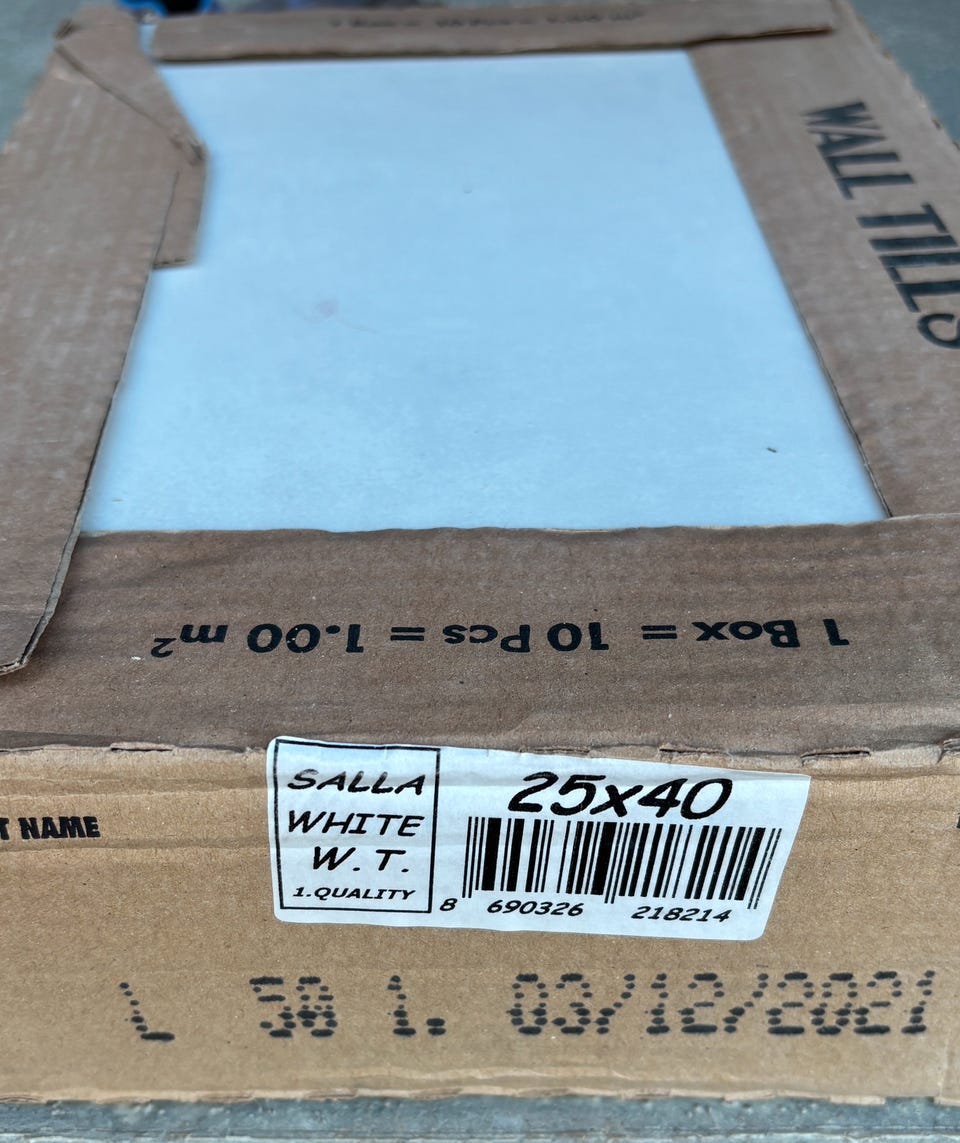 WALL TILES
1 Box = 10 Pcs = 1.00 m²
T NAME
SALLA
WHITE
W.T.
1.QUALITY
25x40
8 690326 218214
L 58 1. 03/12/2021